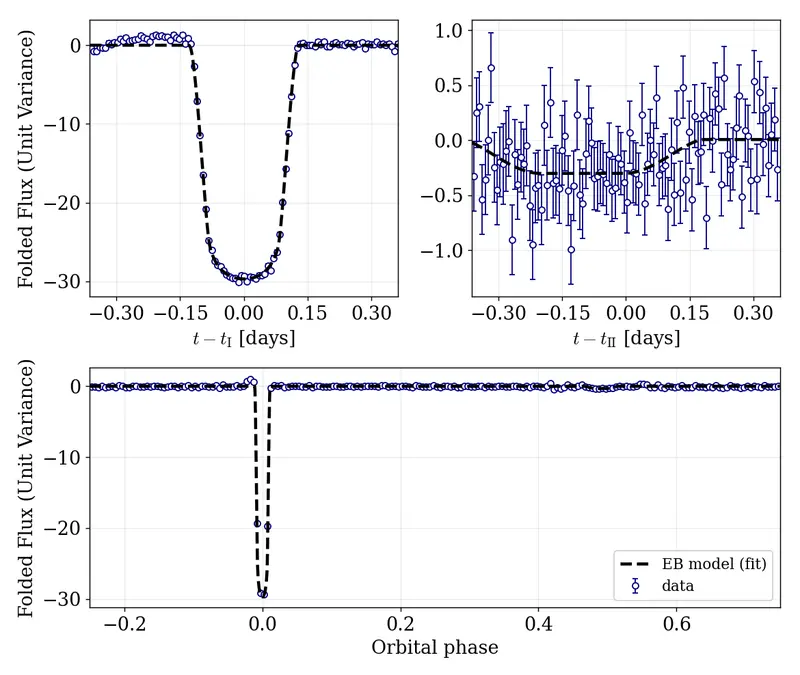 Folded Flux (Unit Variance)
0
−10
−20
−30
−0.30 −0.15 0.00 0.15 0.30
t − tI [days]
1.0
0.5
0.0
−0.5
−1.0
−0.30 −0.15 0.00 0.15 0.30
t − tII [days]
Folded Flux (Unit Variance)
0
−10
−20
−30
−0.2 0.0 0.2 0.4 0.6
Orbital phase
EB model (fit)
data